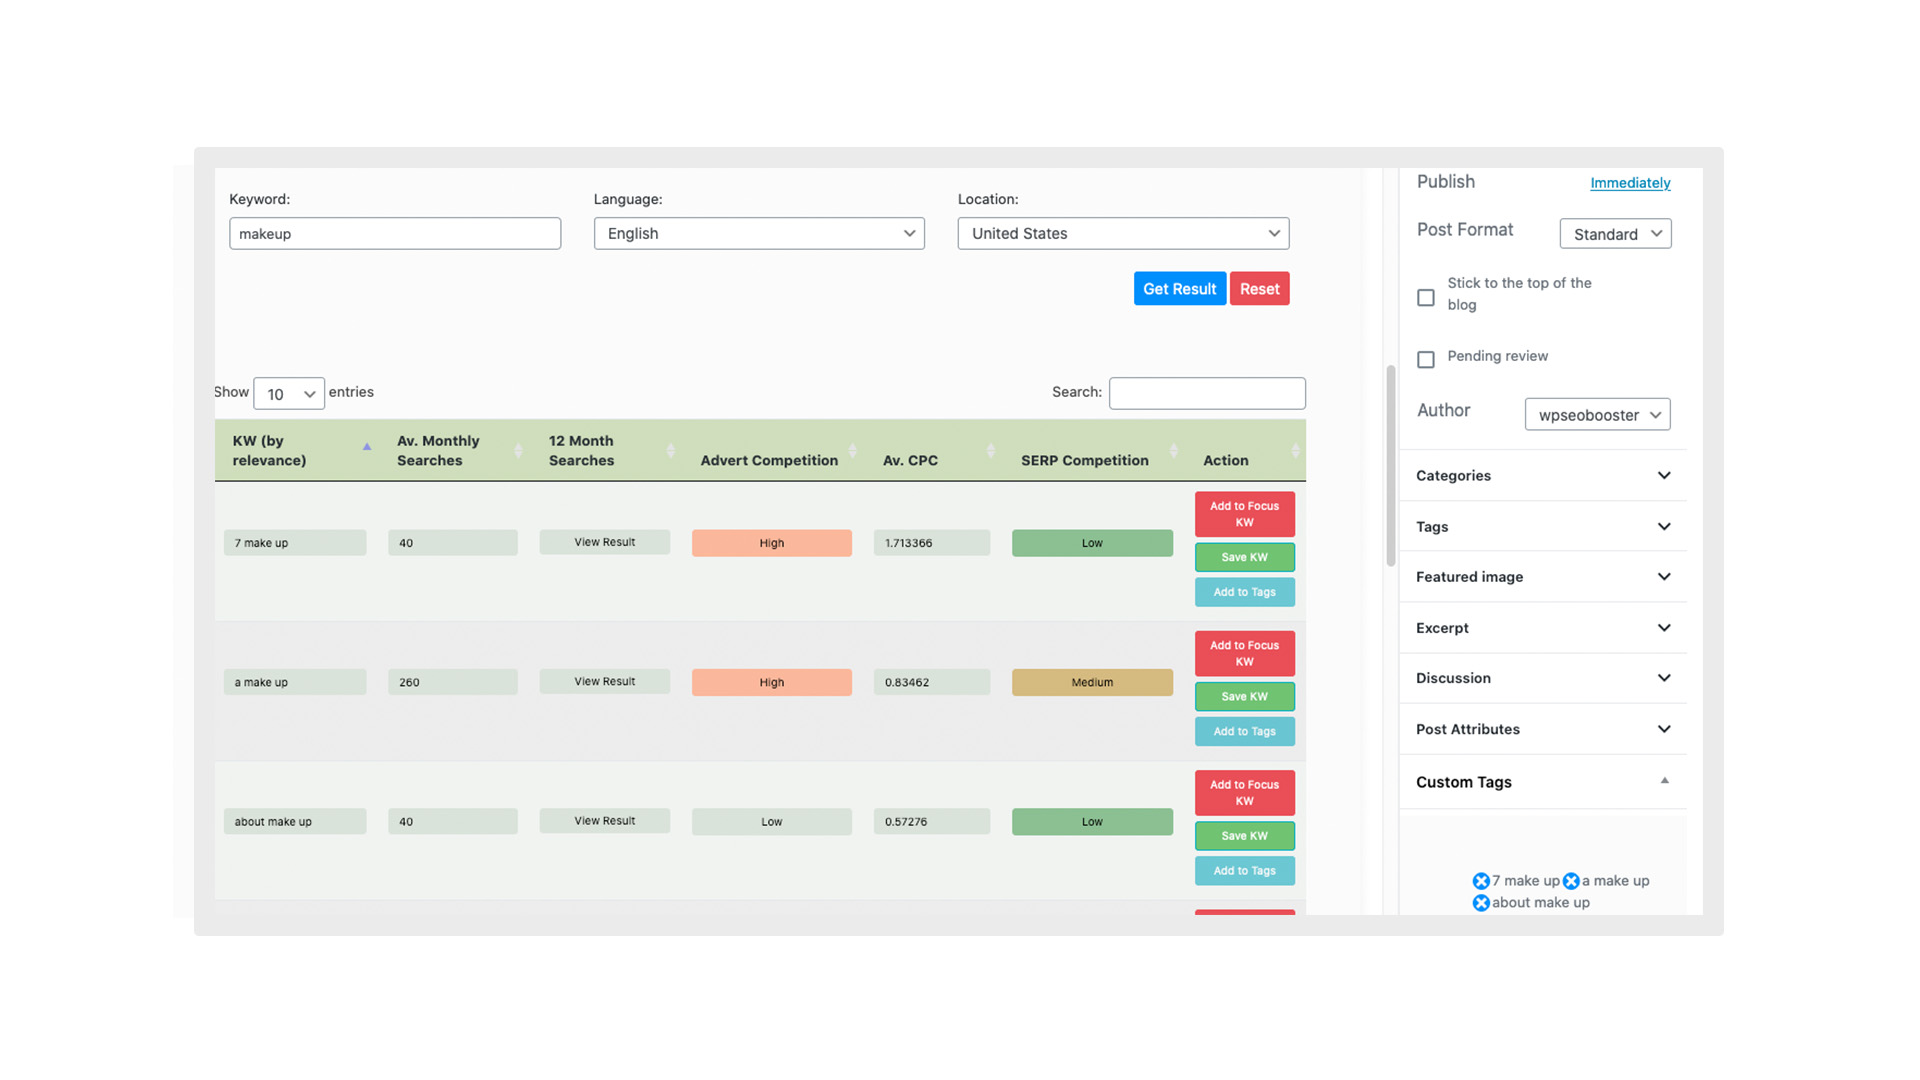 Keyword:
Language:
Location:
makeup
English
United States
Get Result
Reset
Show 10 entries
Search:
KW (by
relevance)
Av. Monthly
Searches
12 Month
Searches
Advert Competition
Av. CPC
SERP Competition
Action
7 make up
40
View Result
High
1.713366
Low
Add to Focus
KW
Save KW
Add to Tags
a make up
260
View Result
High
0.83462
Medium
Add to Focus
KW
Save KW
Add to Tags
about make up
40
View Result
Low
0.57276
Low
Add to Focus
KW
Save KW
Add to Tags
Publish
Immediately
Post Format
Standard
Stick to the top of the
blog
Pending review
Author
wpseobooster
Categories
Tags
Featured image
Excerpt
Discussion
Post Attributes
Custom Tags
7 make up a make up
about make up